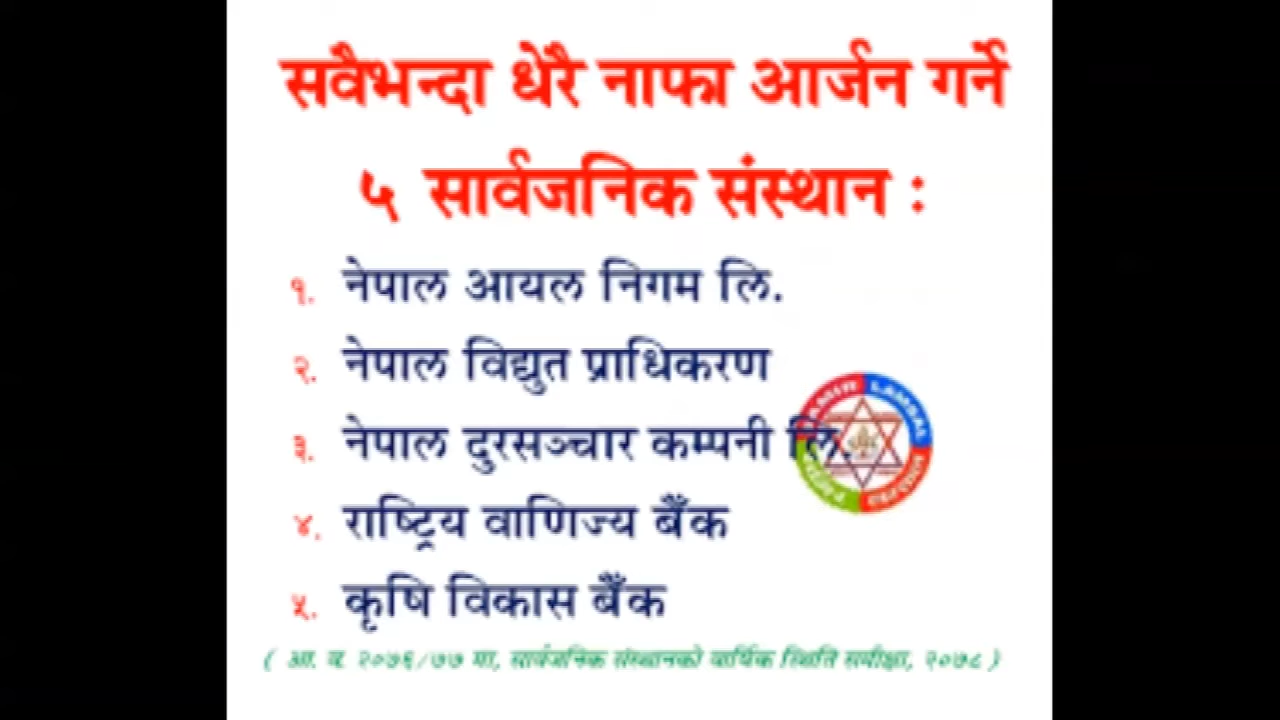 सवैभन्दा धेरै नाफा आर्जन गर्ने
५ सार्वजनिक संस्थान :
१. नेपाल आयल निगम लि.
२. नेपाल विद्युत प्राधिकरण
३. नेपाल दुरसञ्चार कम्पनी लि.
४. राष्ट्रिय वाणिज्य बैँक
५. कृषि विकास बैँक
( आ. व. २०७६/७७ मा, सार्वजनिक संस्थानको वार्षिक स्थिति समीक्षा, २०७८ )
LAMSAL